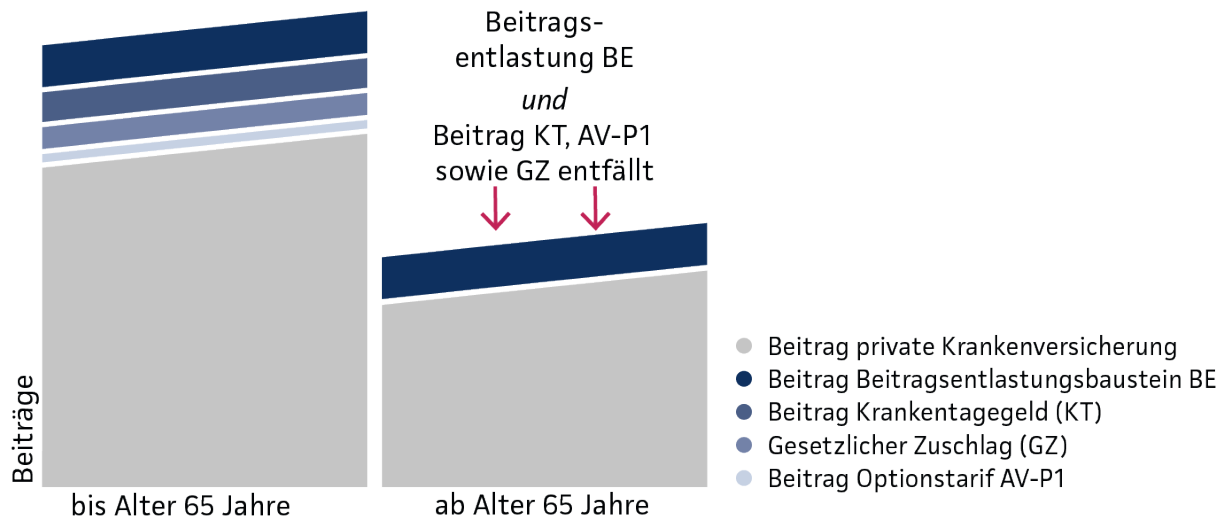 Beitrags-
entlastung BE
und
Beitrag KT, AV-P1
sowie GZ entfällt
Beiträge
bis Alter 65 Jahre
ab Alter 65 Jahre
Beitrag private Krankenversicherung
Beitrag Beitragsentlastungsbaustein BE
Beitrag Krankentagegeld (KT)
Gesetzlicher Zuschlag (GZ)
Beitrag Optionstarif AV-P1